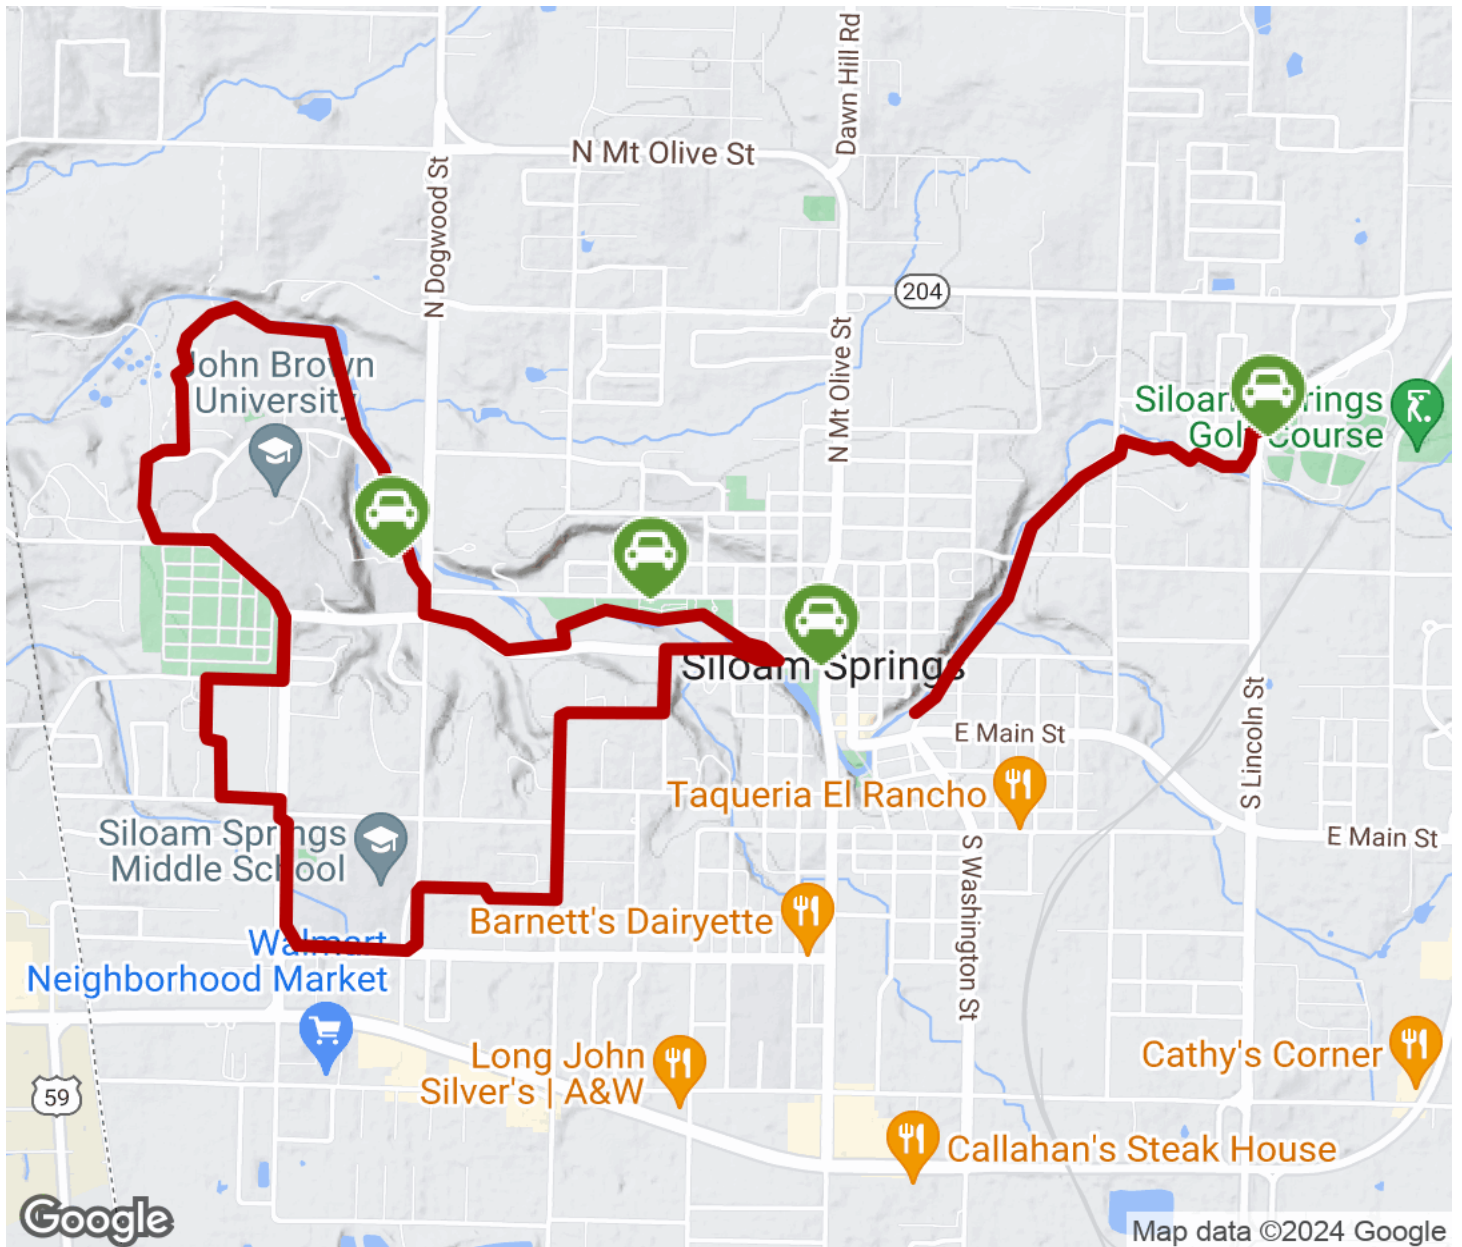 Dawn Hill Rd
N Mt Olive St
N Dogwood St
204
N Mt Olive St
John Brown
University
Siloam Springs
Golf Course
Siloam Springs
E Main St
S Lincoln St
Taqueria El Rancho
E Main St
Siloam Springs
Middle School
S Washington St
Barnett's Dairyette
Walmart
Neighborhood Market
Long John
Silver's | A&W
Cathy's Corner
59
Callahan's Steak House
Google
Map data ©2024 Google